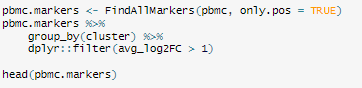 pbmc.markers <- FindAllMarkers(pbmc, only.pos = TRUE)
pbmc.markers %>%
    group_by(cluster) %>%
    dplyr::filter(avg_log2FC > 1)
head(pbmc.markers)